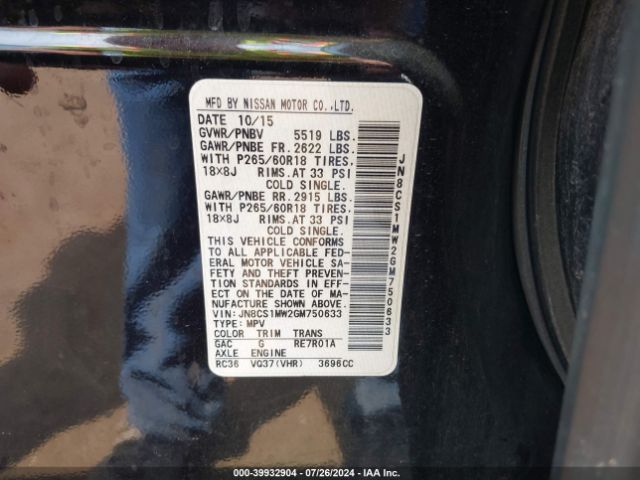 MFD BY NISSAN MOTOR CO.,LTD.
DATE 10/15
GVWR/PNBV 5519 LBS.
GAWR/PNBE FR. 2622 LBS.
WITH P265/60R18 TIRES,
18X8J RIMS.AT 33 PSI
COLD SINGLE.
GAWR/PNBE RR. 2915 LBS.
WITH P265/60R18 TIRES,
18X8J RIMS.AT 33 PSI
COLD SINGLE.
THIS VEHICLE CONFORMS
TO ALL APPLICABLE FED-
ERAL MOTOR VEHICLE SA-
FETY AND THEFT PREVEN-
TION STANDARDS IN EFF-
ECT ON THE DATE OF MA-
NUFACTURE SHOWN ABOVE.
VIN: JN8CS1MW2GM750633
TYPE: MPV
COLOR TRIM TRANS
GAC G RE7R01A
AXLE ENGINE
RC36 VQ37(VHR) 3696CC
JN8CS1MW2GM750633
000-39932904 - 07/26/2024 - IAA Inc.